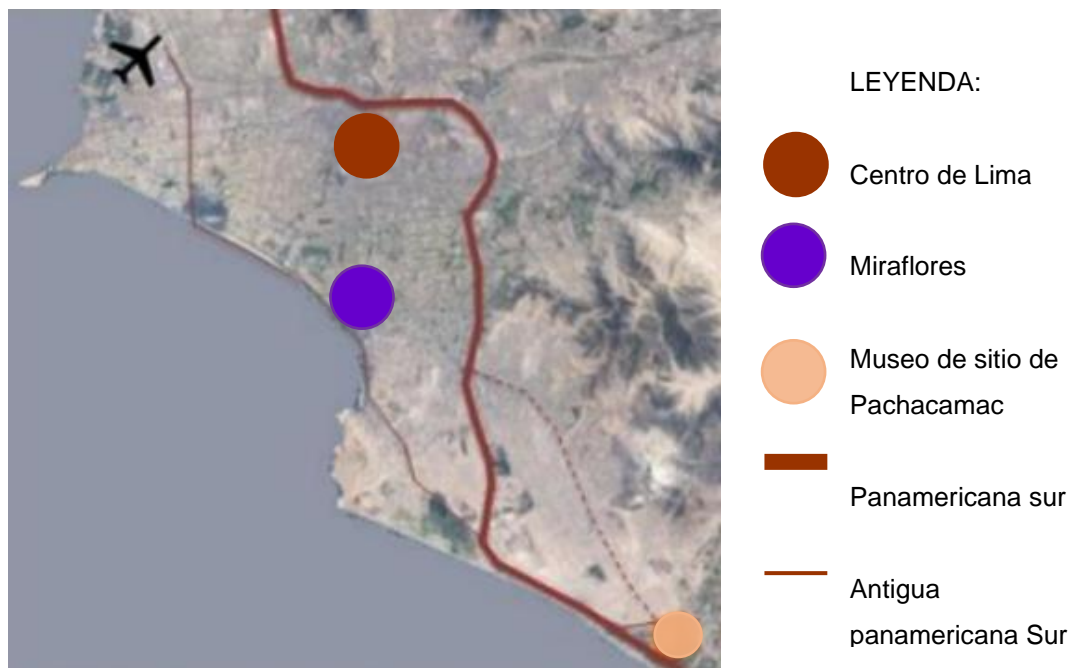 LEYENDA:
Centro de Lima
Miraflores
Museo de sitio de
Pachacamac
Panamericana sur
Antigua
panamericana Sur